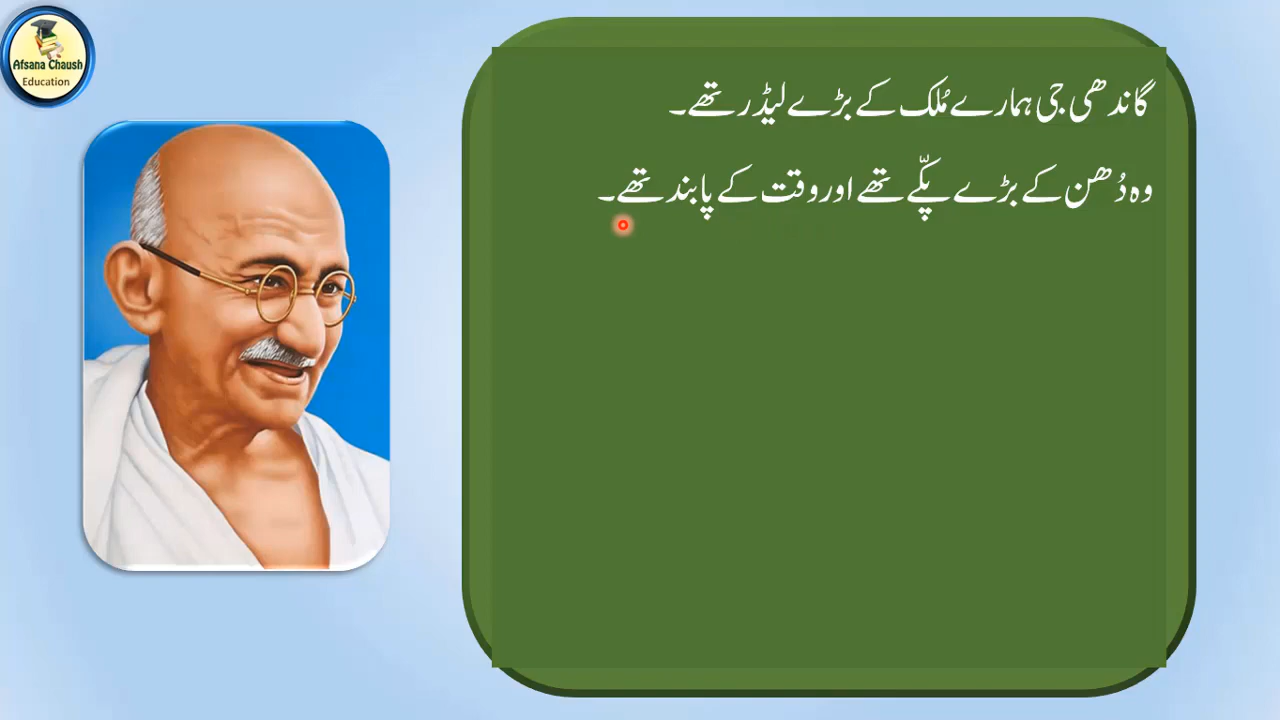 Afsana Chaush
Education
گاندھی جی ہمارے مُلک کے بڑے لیڈر تھے۔
وہ دُھن کے بڑے پکّے تھے اور وقت کے پابند تھے۔